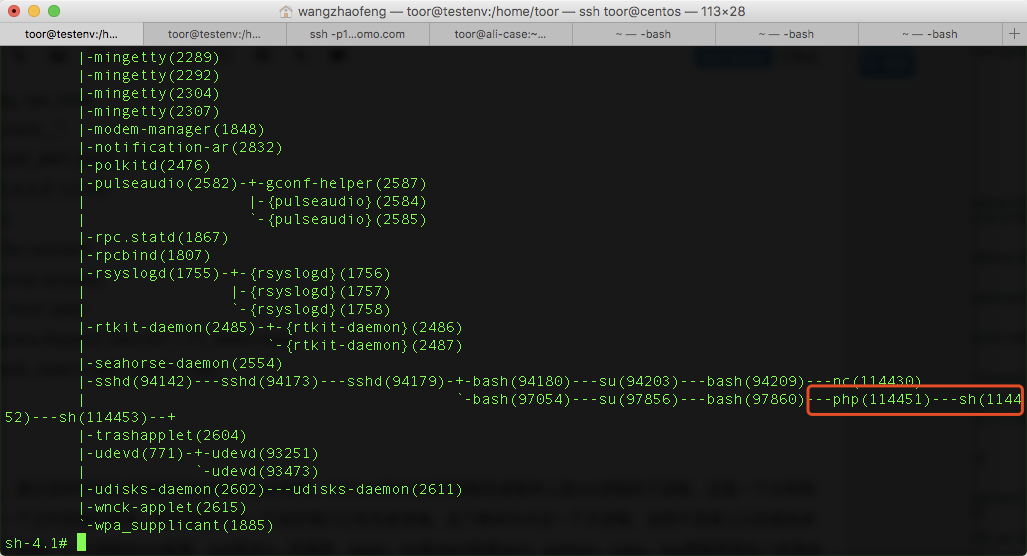 wangzhaofeng — toor@testenv:/home/toor — ssh toor@centos — 113×28
toor@testenv:/h... toor@testenv:/h... ssh -p1...omo.com toor@ali-case:~... ~ — -bash ~ — -bash ~ — -bash +
|-mingetty(2289)
|-mingetty(2292)
|-mingetty(2304)
|-mingetty(2307)
|-modem-manager(1848)
|-notification-ar(2832)
|-polkitd(2476)
|-pulseaudio(2582)-+-gconf-helper(2587)
|                  |-{pulseaudio}(2584)
|                  `-{pulseaudio}(2585)
|-rpc.statd(1867)
|-rpcbind(1807)
|-rsyslogd(1755)-+-{rsyslogd}(1756)
|                |-{rsyslogd}(1757)
|                `-{rsyslogd}(1758)
|-rtkit-daemon(2485)-+-{rtkit-daemon}(2486)
|                    `-{rtkit-daemon}(2487)
|-seahorse-daemon(2554)
|-sshd(94142)---sshd(94173)---sshd(94179)-+-bash(94180)---su(94203)---bash(94209)---nc(114430)
|                                         `-bash(97054)---su(97856)---bash(97860)---php(114451)---sh(1144
52)---sh(114453)--+
|-trashapplet(2604)
|-udevd(771)-+-udevd(93251)
|            `-udevd(93473)
|-udisks-daemon(2602)---udisks-daemon(2611)
|-wnck-applet(2615)
`-wpa_supplicant(1885)
sh-4.1#